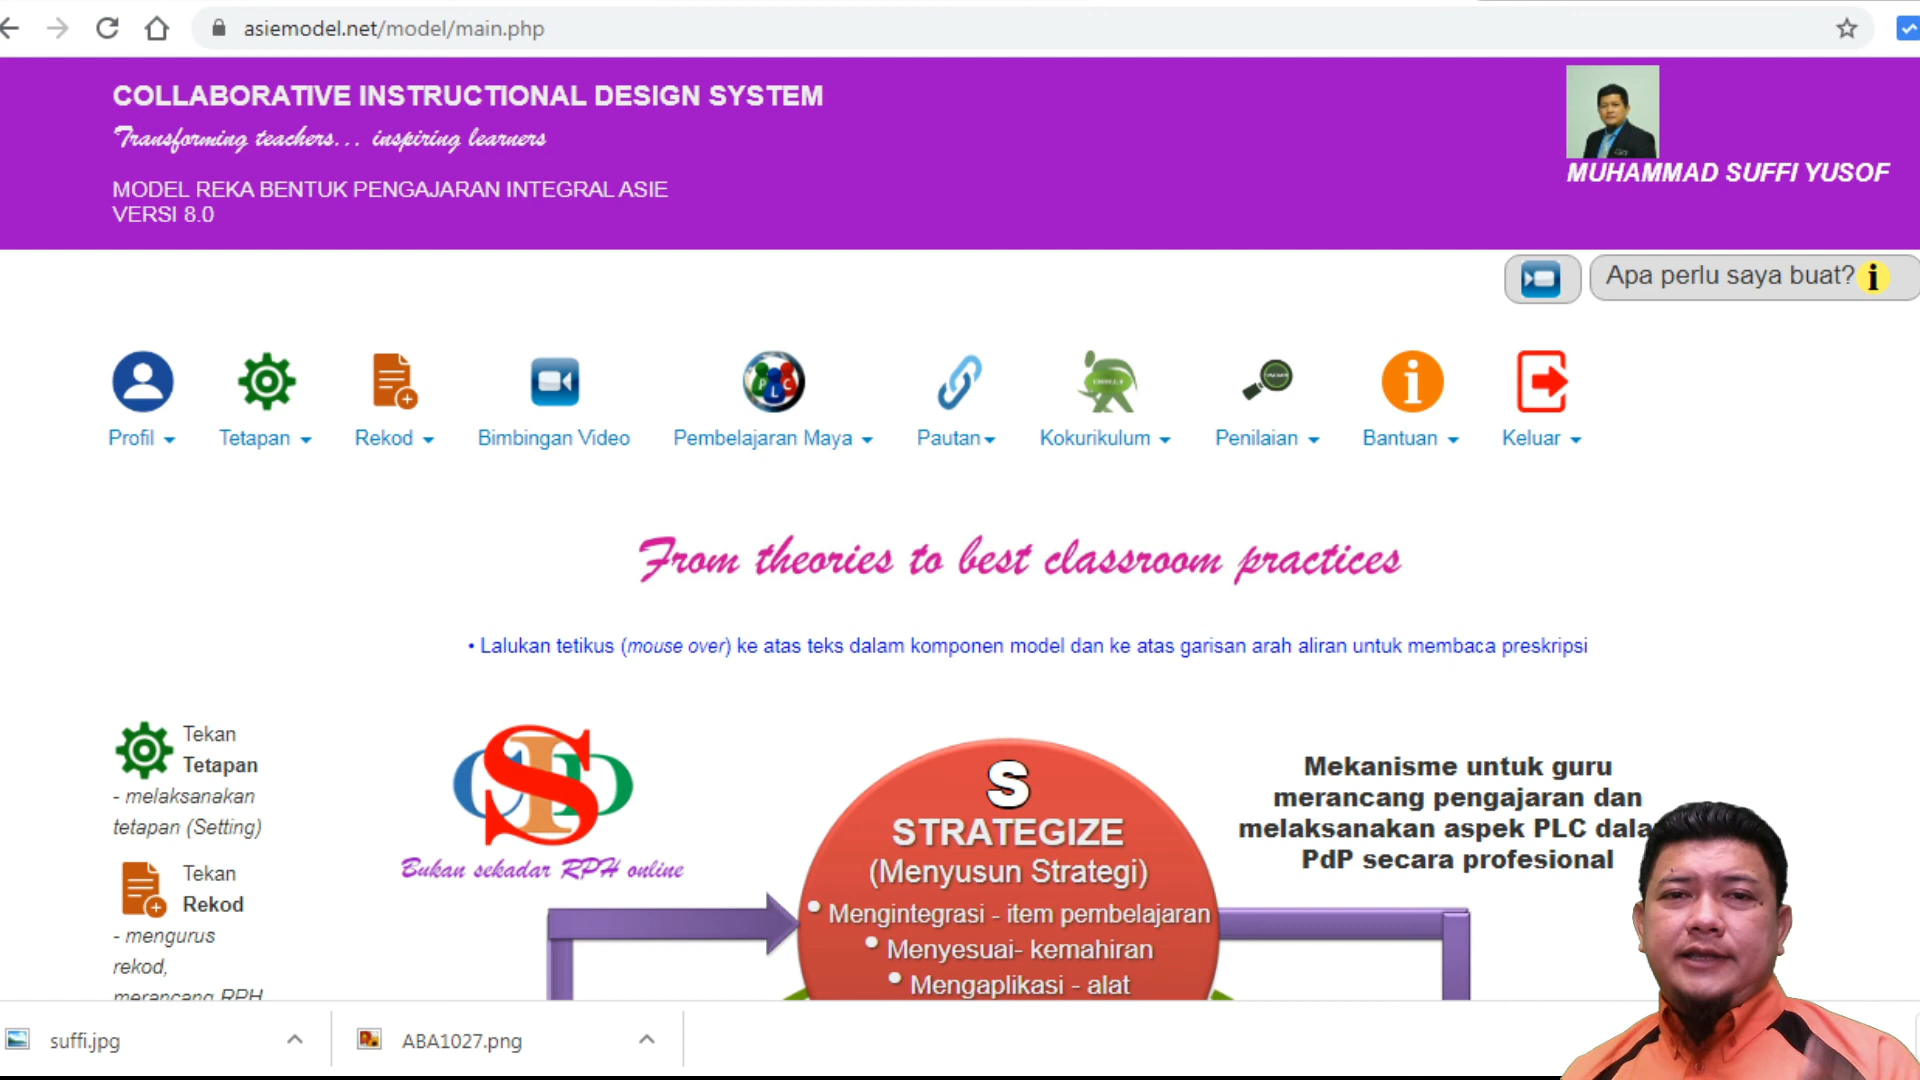 asiemodel.net/model/main.php
COLLABORATIVE INSTRUCTIONAL DESIGN SYSTEM
Transforming teachers... inspiring learners
MODEL REKA BENTUK PENGAJARAN INTEGRAL ASIE
VERSI 8.0
MUHAMMAD SUFFI YUSOF
Apa perlu saya buat? i
PLC
Profil
Tetapan
Rekod
Bimbingan Video
Pembelajaran Maya
Pautan
Kokurikulum
Penilaian
Bantuan
Keluar
From theories to best classroom practices
• Lalukan tetikus (mouse over) ke atas teks dalam komponen model dan ke atas garisan arah aliran untuk membaca preskripsi
Tekan
Tetapan
- melaksanakan
tetapan (Setting)
Tekan
Rekod
- mengurus
rekod,
merancang RPH
CIDS
Bukan sekadar RPH online
S
STRATEGIZE
(Menyusun Strategi)
• Mengintegrasi - item pembelajaran
• Menyesuai- kemahiran
• Mengaplikasi - alat
Mekanisme untuk guru
merancang pengajaran dan
melaksanakan aspek PLC dala
PdP secara profesional
suffi.jpg
ABA1027.png